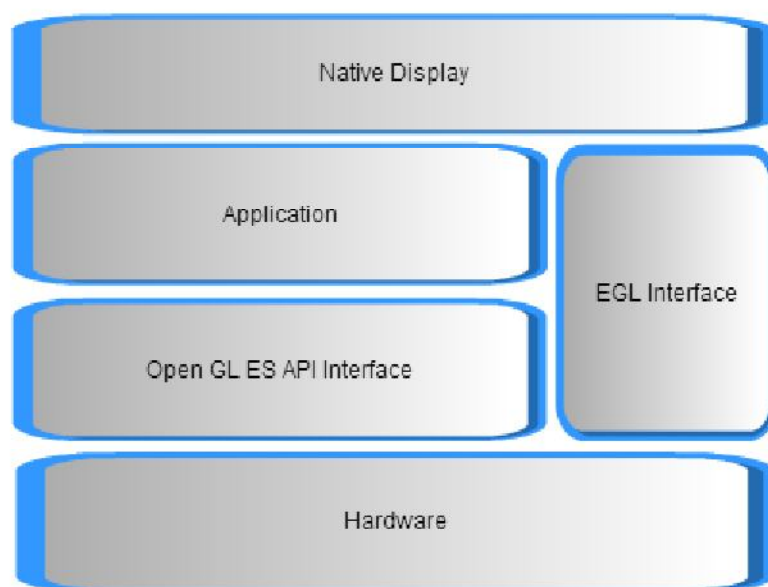 Native Display
Application
EGL Interface
Open GL ES API Interface
Hardware